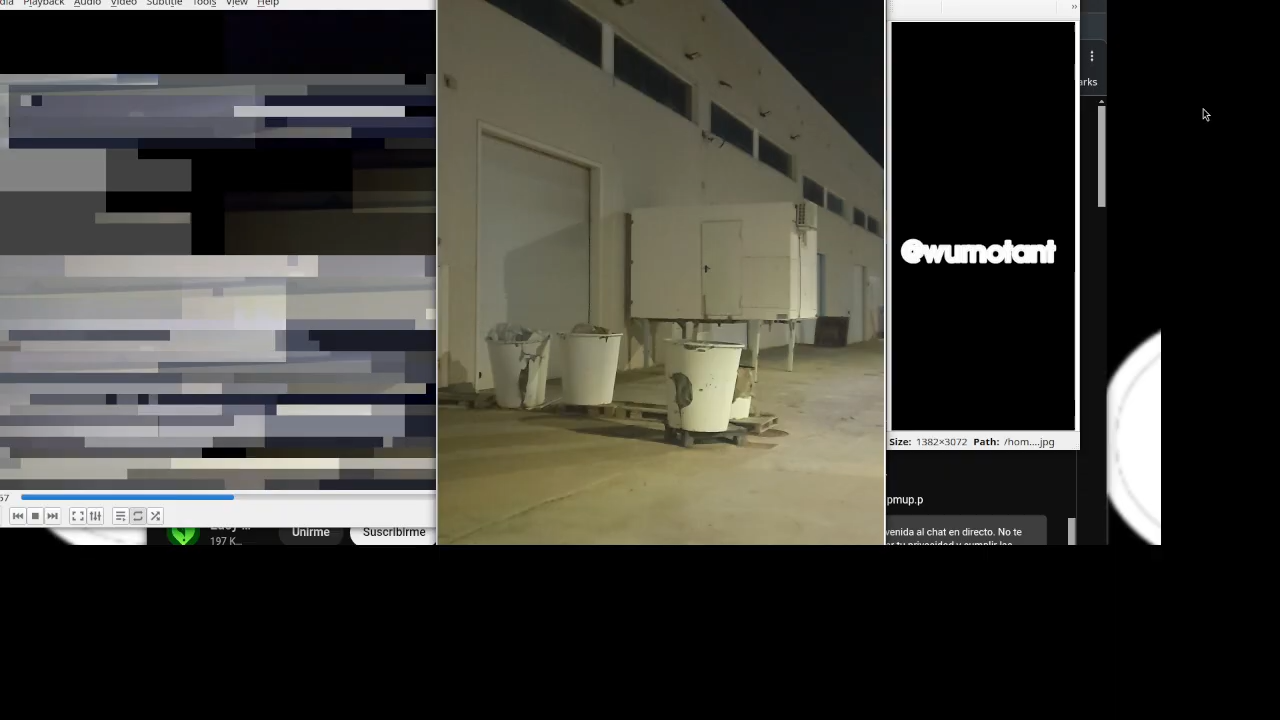 Playback Audio Video Subtitle Tools View Help
197 K...
Unirme
Suscribirme
@wurnotant
Size: 1382×3072 Path: /hom....jpg
arks
pmup.p
venida al chat en directo. No te